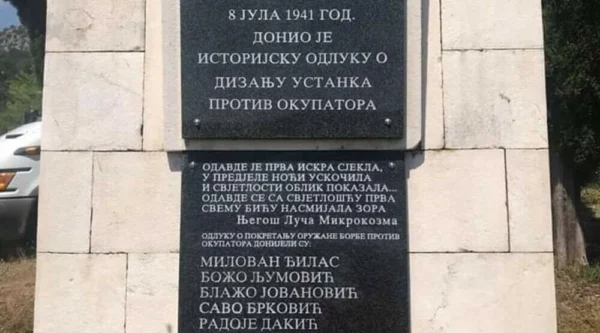 8 ЈУЛА 1941 ГОД.
ДОНИО ЈЕ
ИСТОРИЈСКУ ОДЛУКУ О
ДИЗАЊУ УСТАНКА
ПРОТИВ ОКУПАТОРА
ОДАВДЕ ЈЕ ПРВА ИСКРА СЈЕКЛА,
У ПРЕДЈЕЛЕ НОЋИ УСКОЧИЛА
И СВЈЕТЛОСТИ ОБЛИК ПОКАЗАЛА...
ОДАВДЕ СЕ СА СВЈЕТЛОШЋУ ПРВА
СВЕМУ БИЋУ НАСМИЈАЛА ЗОРА
Његош Луча Микрокозма
ОДЛУКУ О ПОКРЕТАЊУ ОРУЖАНЕ БОРБЕ ПРОТИВ
ОКУПАТОРА ДОНИЈЕЛИ СУ:
МИЛОВАН ЂИЛАС
БОЖО ЉУМОВИЋ
БЛАЖО ЈОВАНОВИЋ
САВО БРКОВИЋ
РАДОЈЕ ДАКИЋ